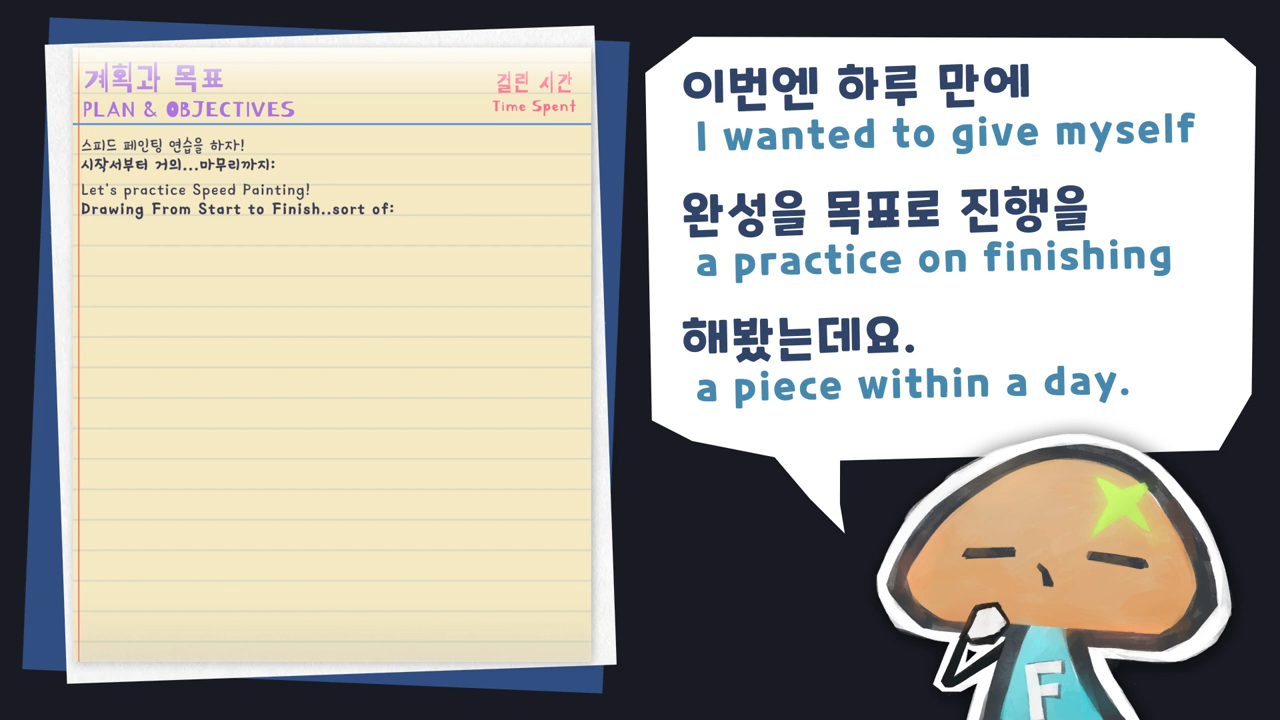 계획과 목표
PLAN & OBJECTIVES
걸린 시간
Time Spent
스피드 페인팅 연습을 하자!
시작서부터 거의...마무리까지:
Let's practice Speed Painting!
Drawing From Start to Finish..sort of:
이번엔 하루 만에
I wanted to give myself
완성을 목표로 진행을
a practice on finishing
해봤는데요.
a piece within a day.
F